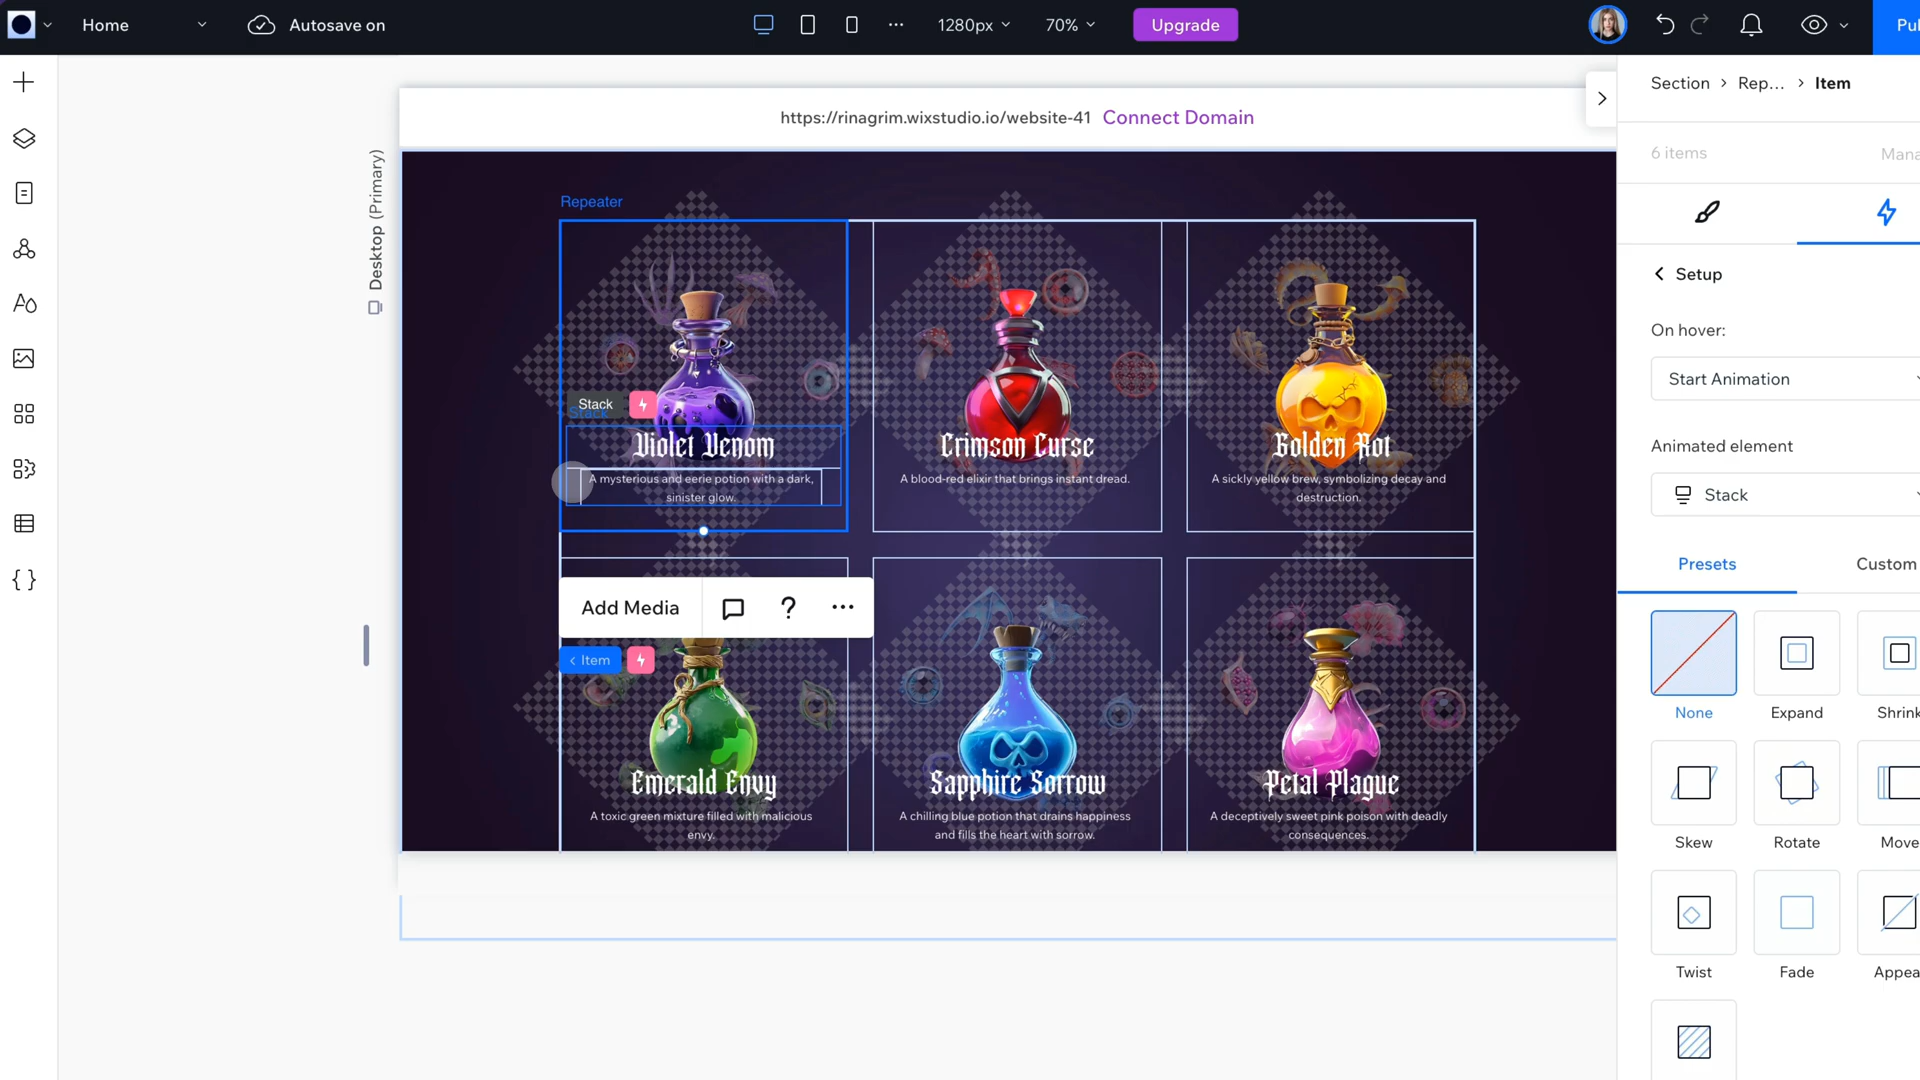 Home
Autosave on
1280px
70%
Upgrade
https://rinagrim.wixstudio.io/website-41
Connect Domain
Desktop (Primary)
Repeater
Stack
Stack
Violet Venom
A mysterious and eerie potion with a dark,
sinister glow.
Crimson Curse
A blood-red elixir that brings instant dread.
Golden Rot
A sickly yellow brew, symbolizing decay and
destruction.
Add Media
?
< Item
Emerald Envy
A toxic green mixture filled with malicious
envy.
Sapphire Sorrow
A chilling blue potion that drains happiness
and fills the heart with sorrow.
Petal Plague
A deceptively sweet pink poison with deadly
consequences.
Section > Rep... > Item
6 items
Mana
Setup
On hover:
Start Animation
Animated element
Stack
Presets
Custom
None
Expand
Shrink
Skew
Rotate
Move
Twist
Fade
Appea
Pul